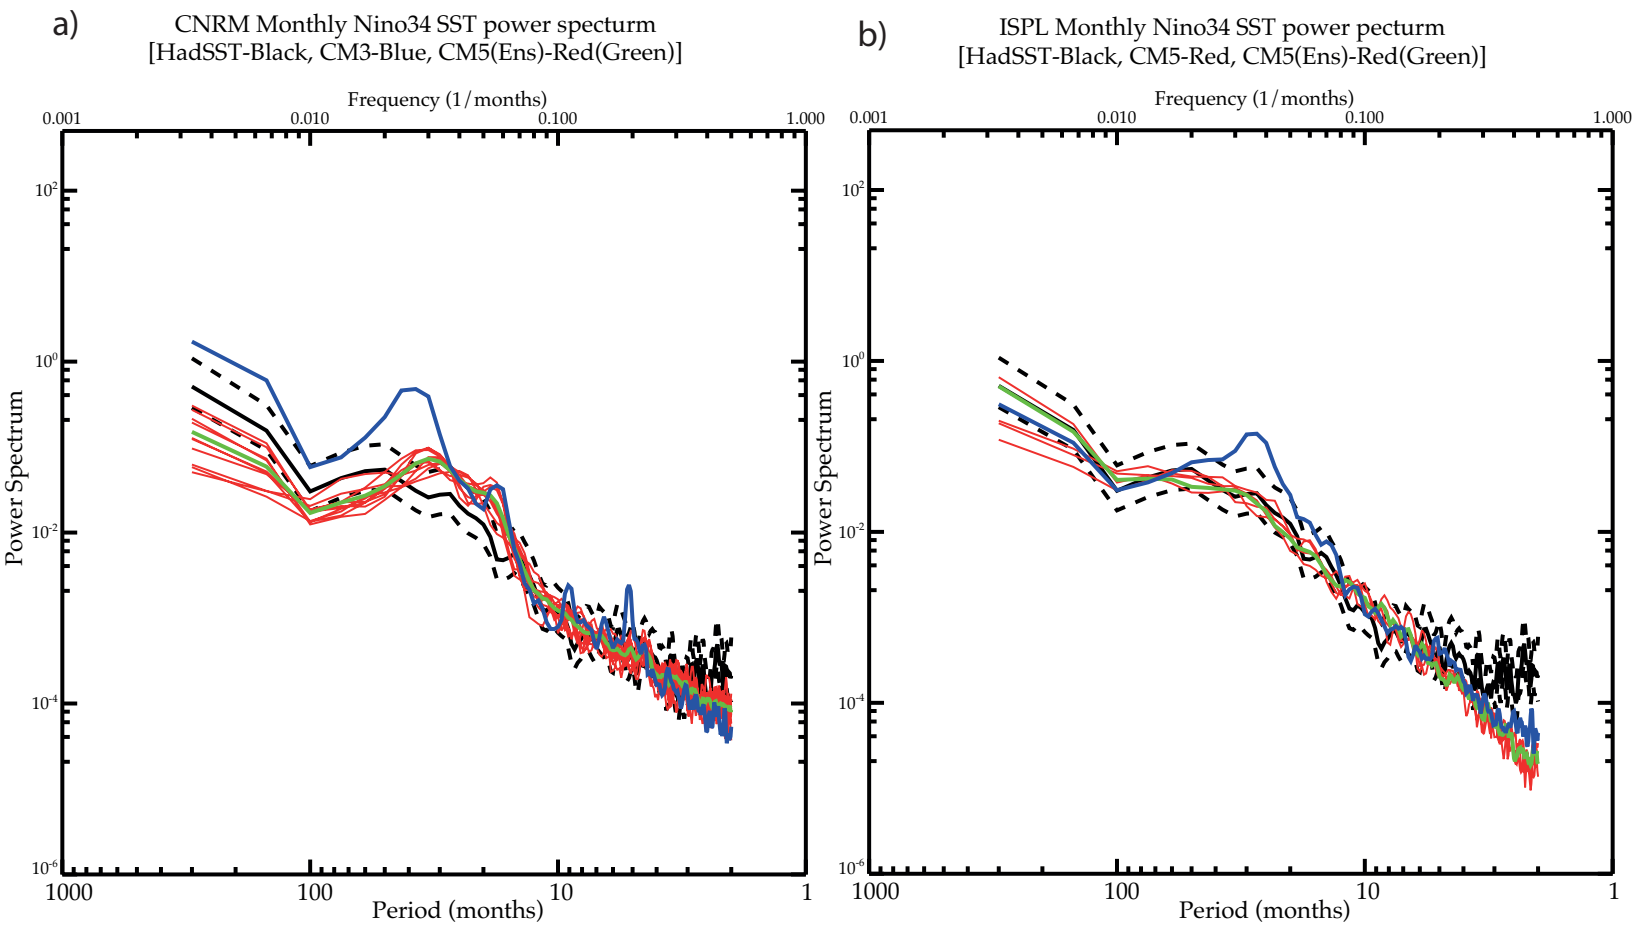 a)
CNRM Monthly Nino34 SST power specturm
[HadSST-Black, CM3-Blue, CM5(Ens)-Red(Green)]
Frequency (1/months)
0.001 0.010 0.100 1.000
10² 10⁰ 10⁻² 10⁻⁴ 10⁻⁶
Power Spectrum
1000 100 10 1
Period (months)
b)
ISPL Monthly Nino34 SST power pecturm
[HadSST-Black, CM5-Red, CM5(Ens)-Red(Green)]
Frequency (1/months)
0.001 0.010 0.100 1.000
10² 10⁰ 10⁻² 10⁻⁴ 10⁻⁶
Power Spectrum
1000 100 10 1
Period (months)